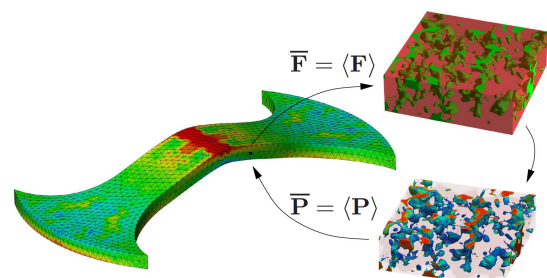 $\overline{\mathbf{F}} = \langle \mathbf{F} \rangle$
$\overline{\mathbf{P}} = \langle \mathbf{P} \rangle$